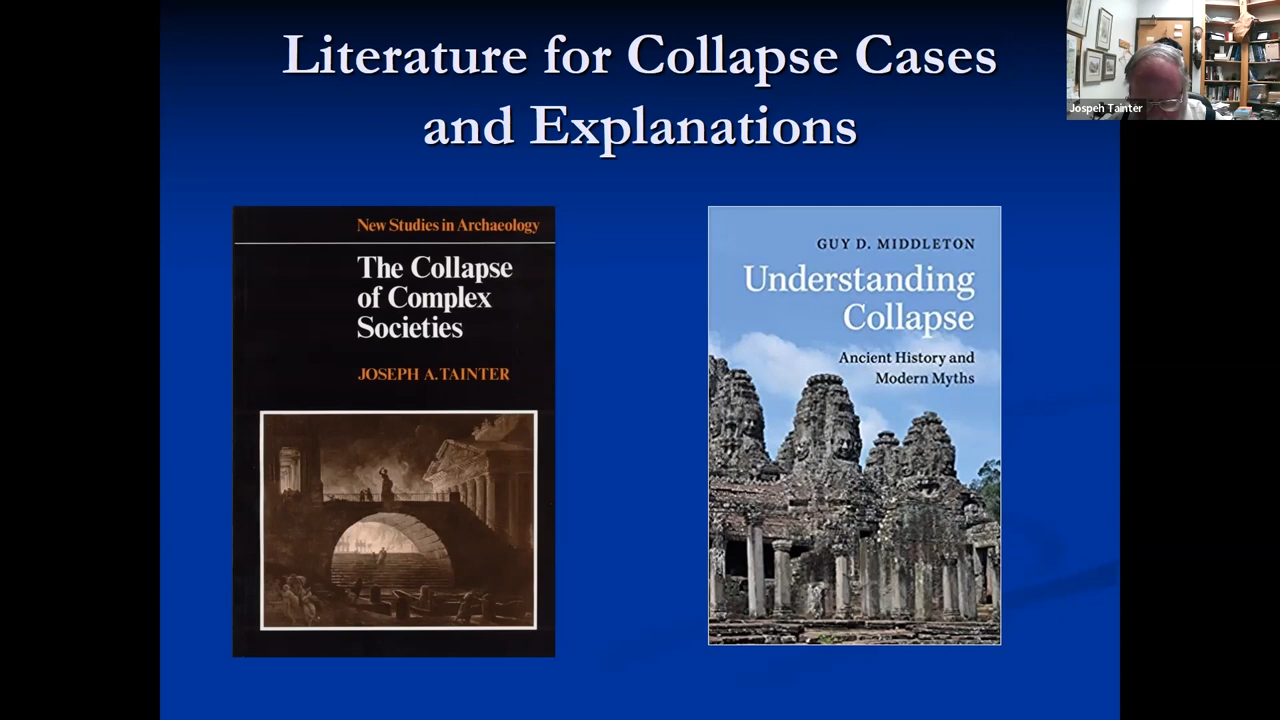 Literature for Collapse Cases
and Explanations
Jospeh Tainter
New Studies in Archaeology
The Collapse
of Complex
Societies
JOSEPH A. TAINTER
GUY D. MIDDLETON
Understanding
Collapse
Ancient History and
Modern Myths